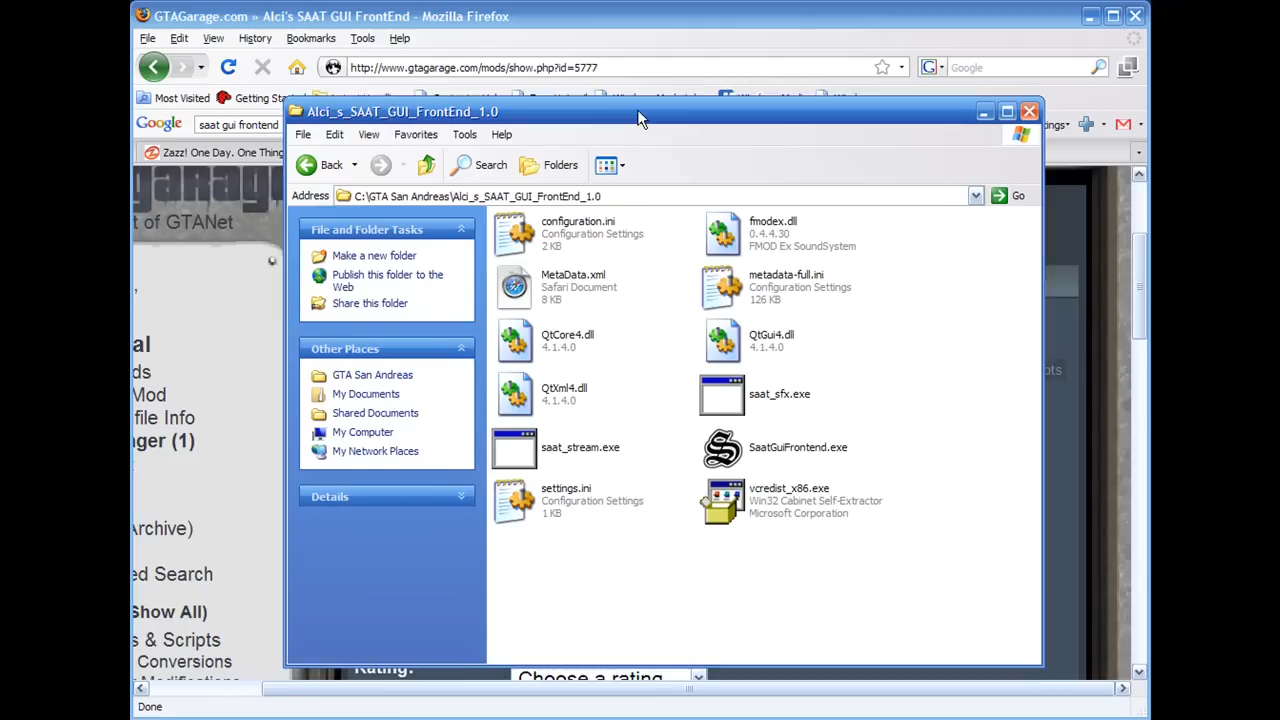 GTAGarage.com » Alci's SAAT GUI FrontEnd - Mozilla Firefox
File Edit View History Bookmarks Tools Help
http://www.gtagarage.com/mods/show.php?id=5777
Google
Most Visited Getting Sta
Google saat gui frontend
Zazz! One Day. One Thing
Alci_s_SAAT_GUI_FrontEnd_1.0
File Edit View Favorites Tools Help
Back Search Folders
Address C:\GTA San Andreas\Alci_s_SAAT_GUI_FrontEnd_1.0 Go
t of GTANet
File and Folder Tasks
Make a new folder
Publish this folder to the
Web
Share this folder
Other Places
GTA San Andreas
My Documents
Shared Documents
My Computer
My Network Places
Details
configuration.ini
Configuration Settings
2 KB
fmodex.dll
0.4.4.30
FMOD Ex SoundSystem
MetaData.xml
Safari Document
8 KB
metadata-full.ini
Configuration Settings
126 KB
QtCore4.dll
4.1.4.0
QtGui4.dll
4.1.4.0
QtXml4.dll
4.1.4.0
saat_sfx.exe
saat_stream.exe
SaatGuiFrontend.exe
settings.ini
Configuration Settings
1 KB
vcredist_x86.exe
Win32 Cabinet Self-Extractor
Microsoft Corporation
al
ds
Mod
file Info
nger (1)
Archive)
ed Search
Show All)
s & Scripts
Conversions
Rating:
Choose a rating
Done